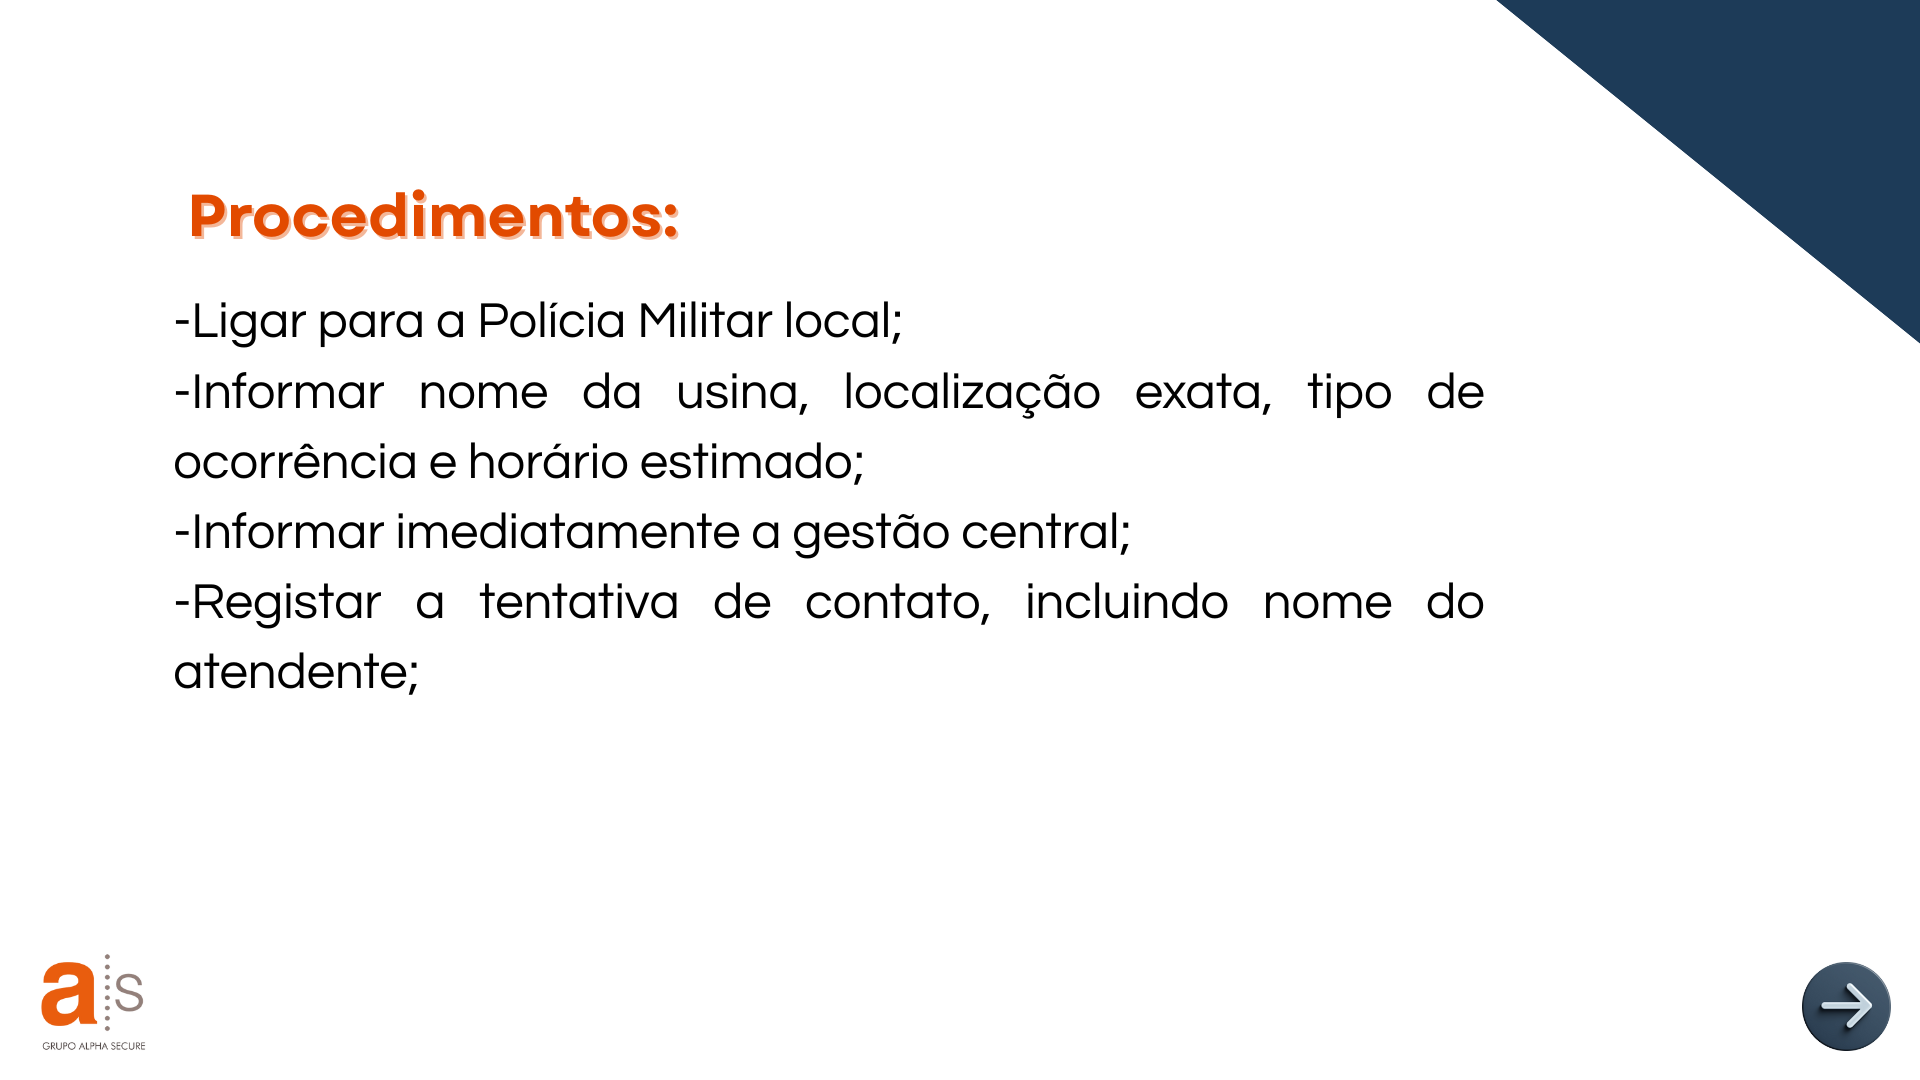 Procedimentos:
-Ligar para a Polícia Militar local;
-Informar nome da usina, localização exata, tipo de
ocorrência e horário estimado;
-Informar imediatamente a gestão central;
-Registar a tentativa de contato, incluindo nome do
atendente;
a s
GRUPO ALPHA SECURE